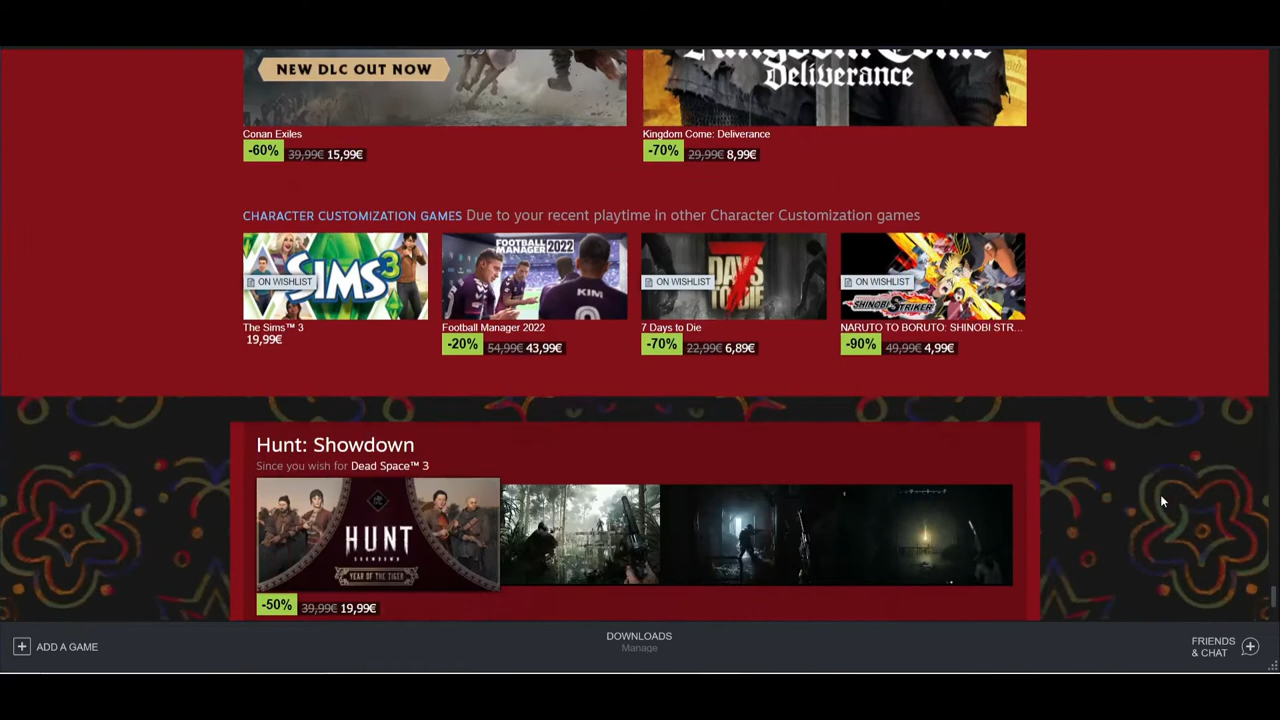 NEW DLC OUT NOW
Kingdom Come
Deliverance
Conan Exiles
-60% 39,99€ 15,99€
Kingdom Come: Deliverance
-70% 29,99€ 8,99€
CHARACTER CUSTOMIZATION GAMES Due to your recent playtime in other Character Customization games
THE SIMS 3
ON WISHLIST
The Sims™ 3
19,99€
FOOTBALL MANAGER 2022
KIM
Football Manager 2022
-20% 54,99€ 43,99€
7 DAYS TO DIE
ON WISHLIST
7 Days to Die
-70% 22,99€ 6,89€
ON WISHLIST
SHINOBI STRIKER
NARUTO TO BORUTO: SHINOBI STR...
-90% 49,99€ 4,99€
Hunt: Showdown
Since you wish for Dead Space™ 3
HUNT
SHOWDOWN
YEAR OF THE TIGER
-50% 39,99€ 19,99€
ADD A GAME
DOWNLOADS
Manage
FRIENDS
& CHAT